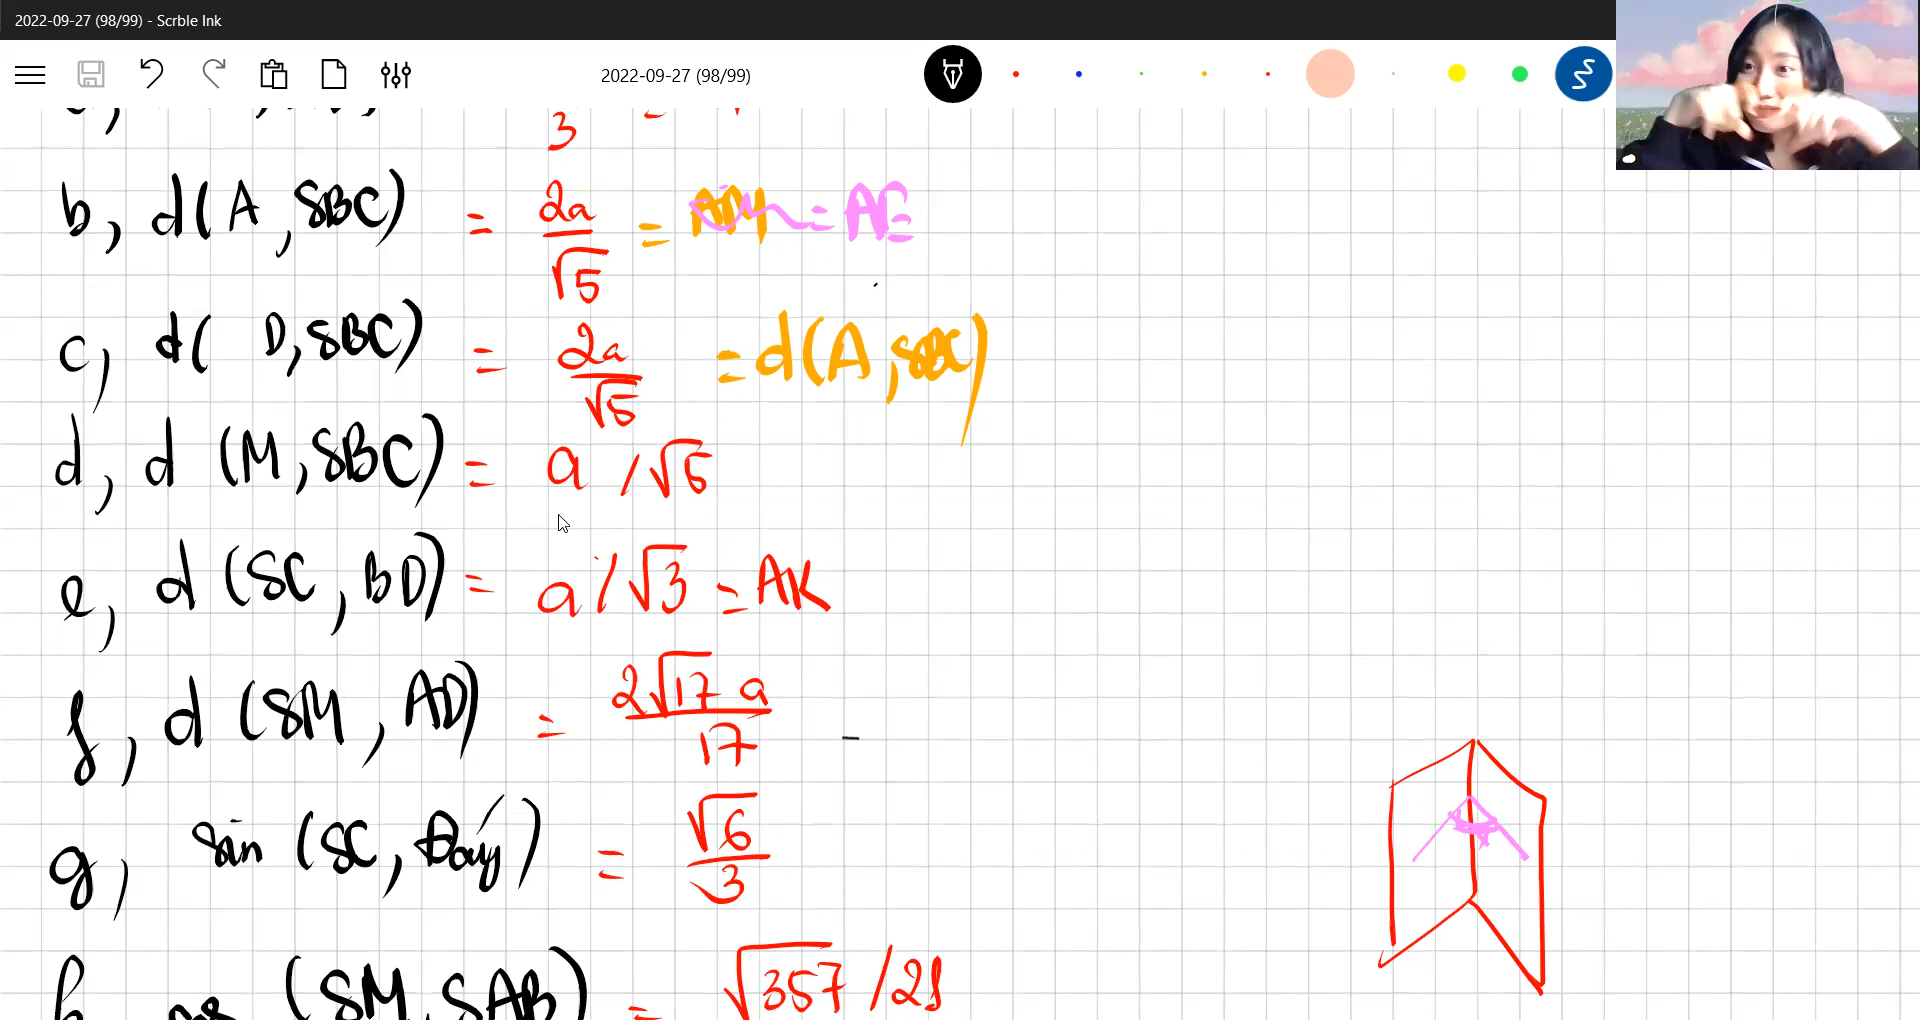 2022-09-27 (98/99) - Scrble Ink
2022-09-27 (98/99)
3
b, d(A, SBC) = 2a/√5 = = AE
c, d( D, SBC) = 2a/√5 = d(A, SBC)
d, d (M, SBC) = a /√5
e, d (SC, BD) = a/√3 = AK
f, d (SM, AD) = 2√17 a/17 -
g, sin (SC, Đáy) = √6/3
(SM, SAB) = √357 / 21